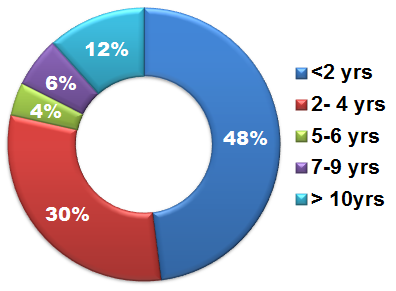 12%
6%
4%
48%
30%
<2 yrs
2- 4 yrs
5-6 yrs
7-9 yrs
> 10yrs